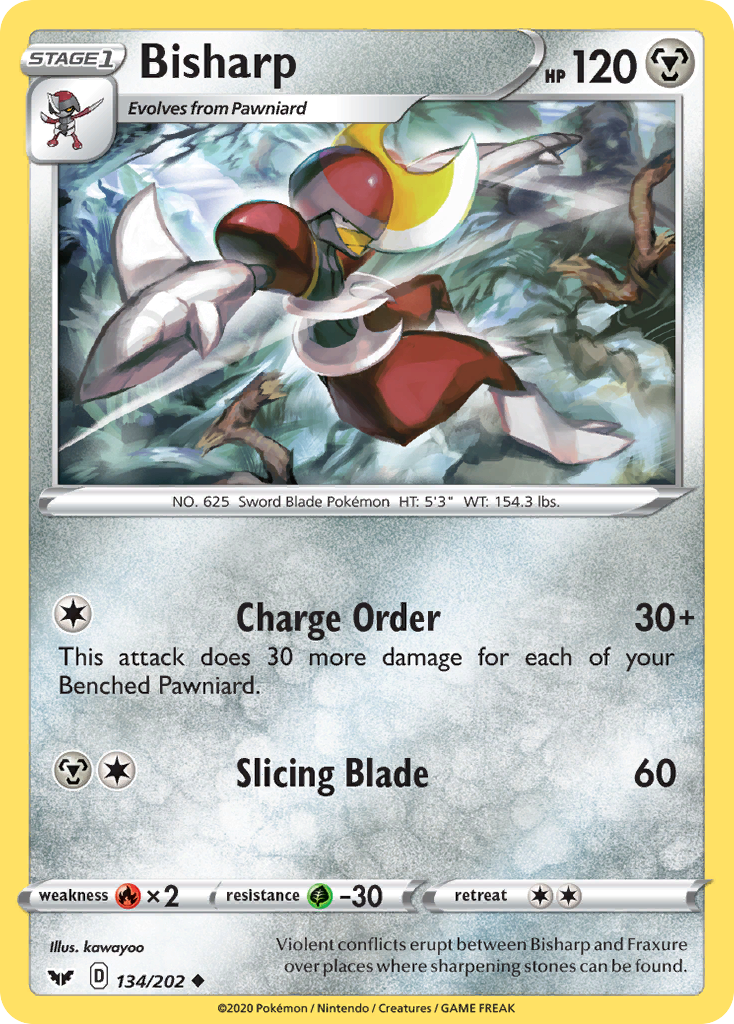 STAGE 1
Bisharp
HP 120
Evolves from Pawniard
NO. 625 Sword Blade Pokémon HT: 5'3" WT: 154.3 lbs.
Charge Order 30+
This attack does 30 more damage for each of your
Benched Pawniard.
Slicing Blade 60
weakness ×2 resistance -30 retreat
Illus. kawayoo
Violent conflicts erupt between Bisharp and Fraxure
over places where sharpening stones can be found.
D 134/202
©2020 Pokémon / Nintendo / Creatures / GAME FREAK